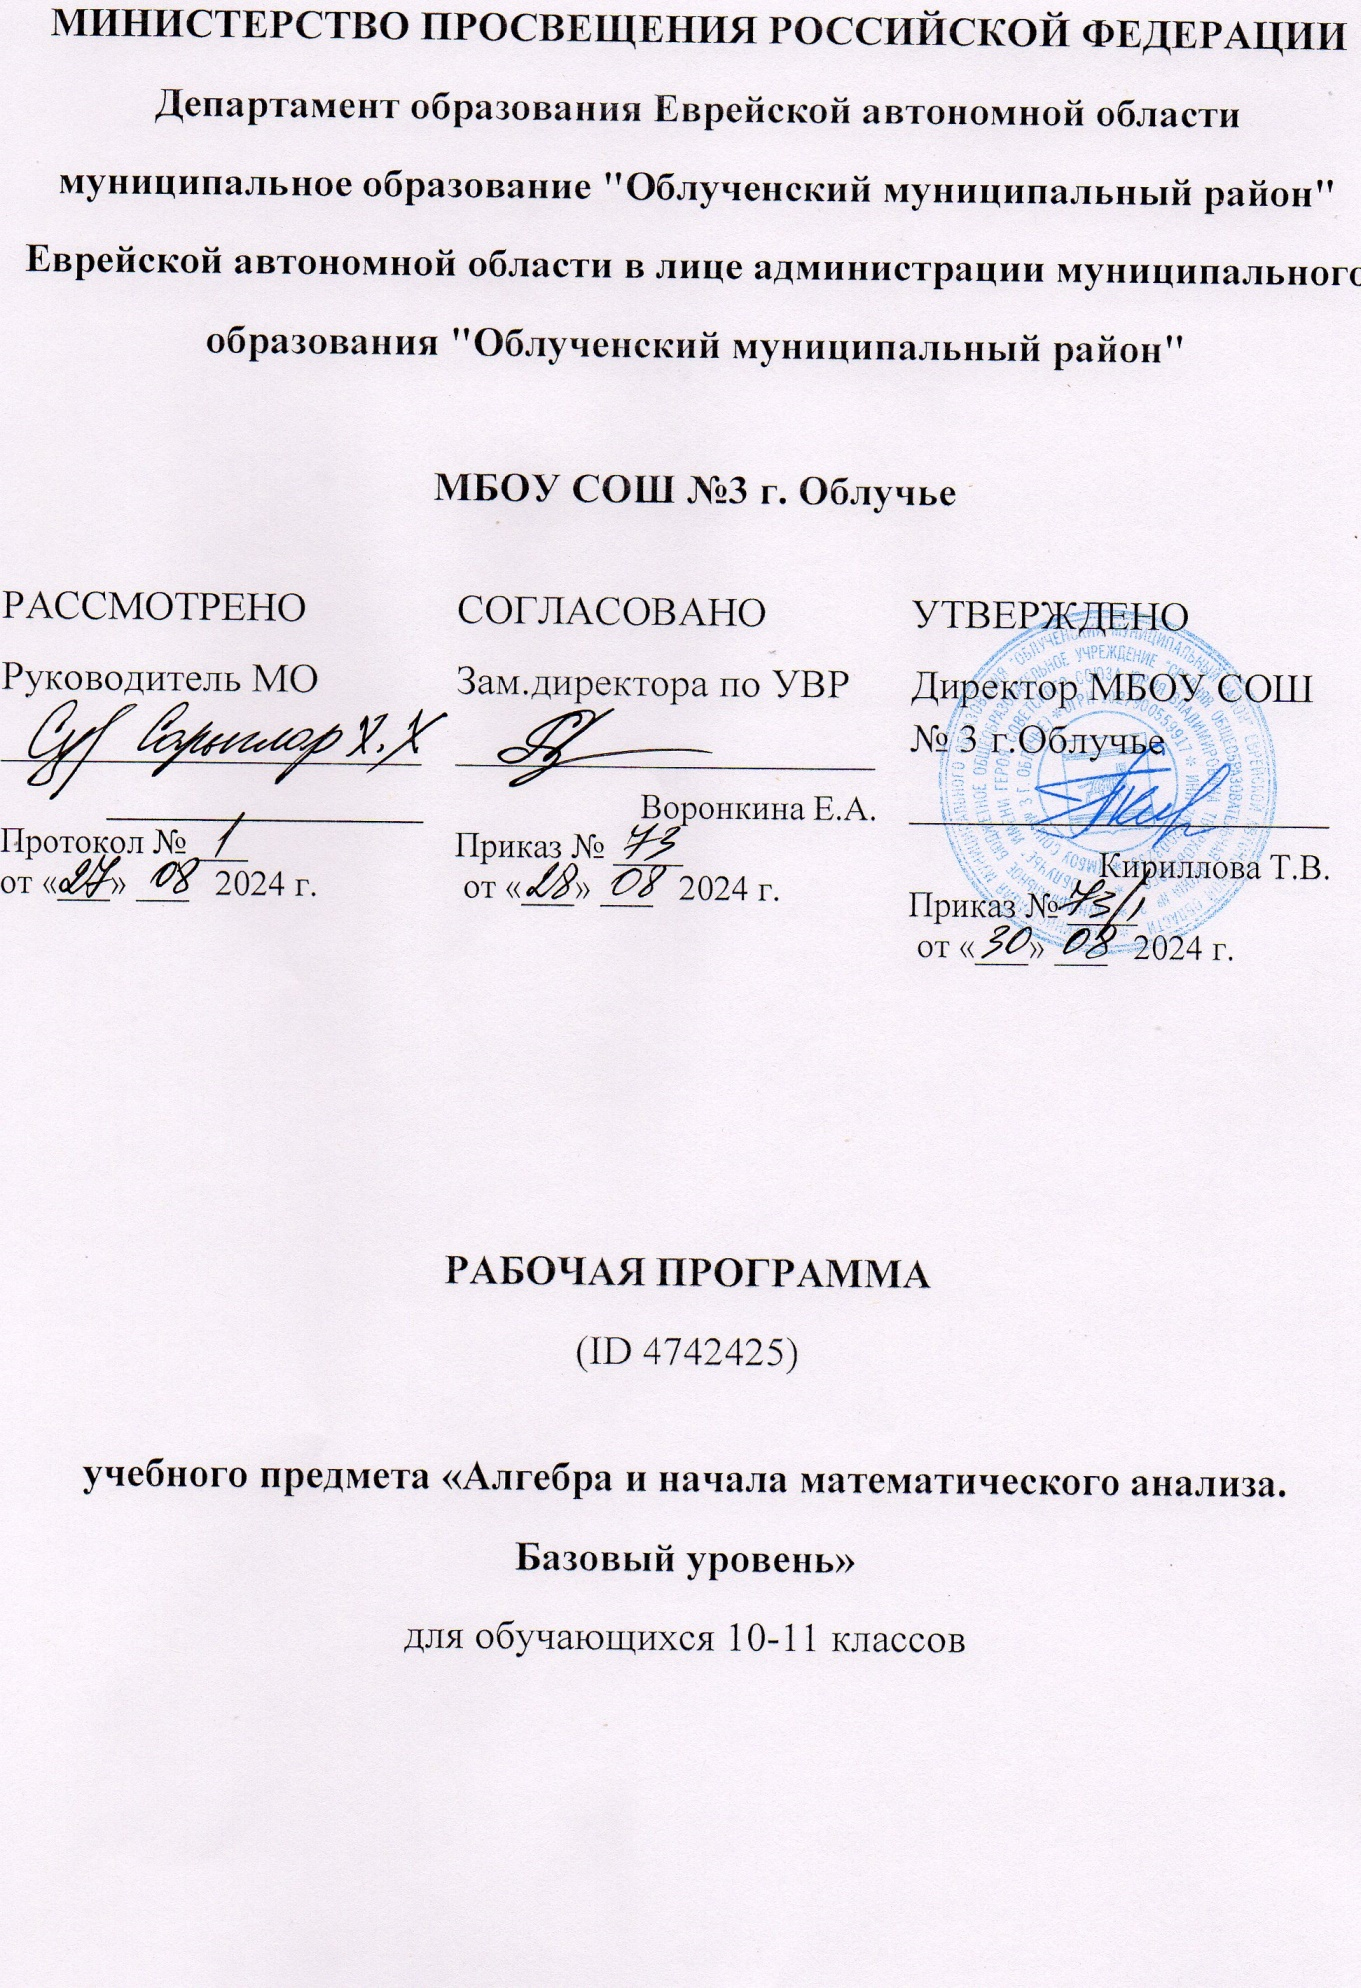 МИНИСТЕРСТВО ПРОСВЕЩЕНИЯ РОССИЙСКОЙ ФЕДЕРАЦИИ
Департамент образования Еврейской автономной области
муниципальное образование "Облученский муниципальный район"
Еврейской автономной области в лице администрации муниципального
образования "Облученский муниципальный район"
МБОУ СОШ №3 г. Облучье
РАССМОТРЕНО
Руководитель МО
Сарыглар Х.Х
Протокол № 1
от «27» 08 2024 г.
СОГЛАСОВАНО
Зам.директора по УВР
Воронкина Е.А.
Приказ № 73
от «28» 08 2024 г.
УТВЕРЖДЕНО
Директор МБОУ СОШ
№ 3 г.Облучье
Кириллова Т.В.
Приказ № 73/1
от «30» 08 2024 г.
РАБОЧАЯ ПРОГРАММА
(ID 4742425)
учебного предмета «Алгебра и начала математического анализа.
Базовый уровень»
для обучающихся 10-11 классов